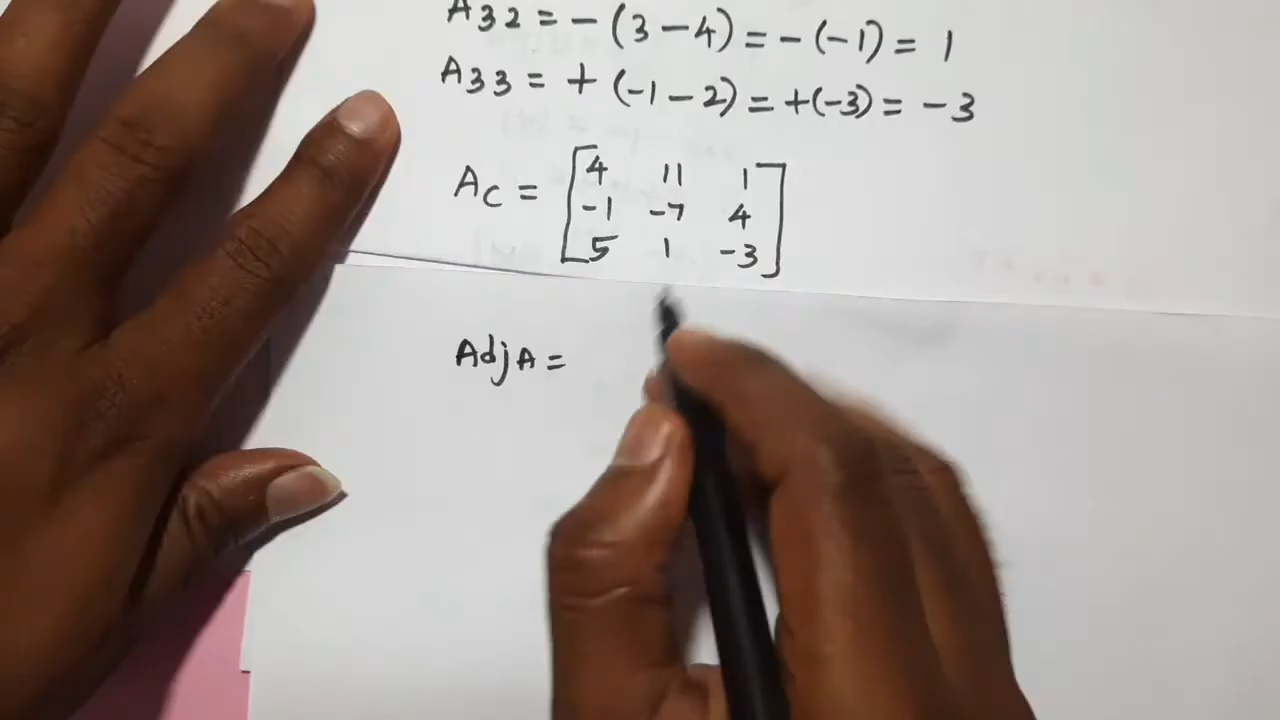 A32 = - (3 - 4) = - (-1) = 1
A33 = + (-1 - 2) = +(-3) = - 3
4 11 1
AC = -1 -7 4
5 1 -3
Adj A =